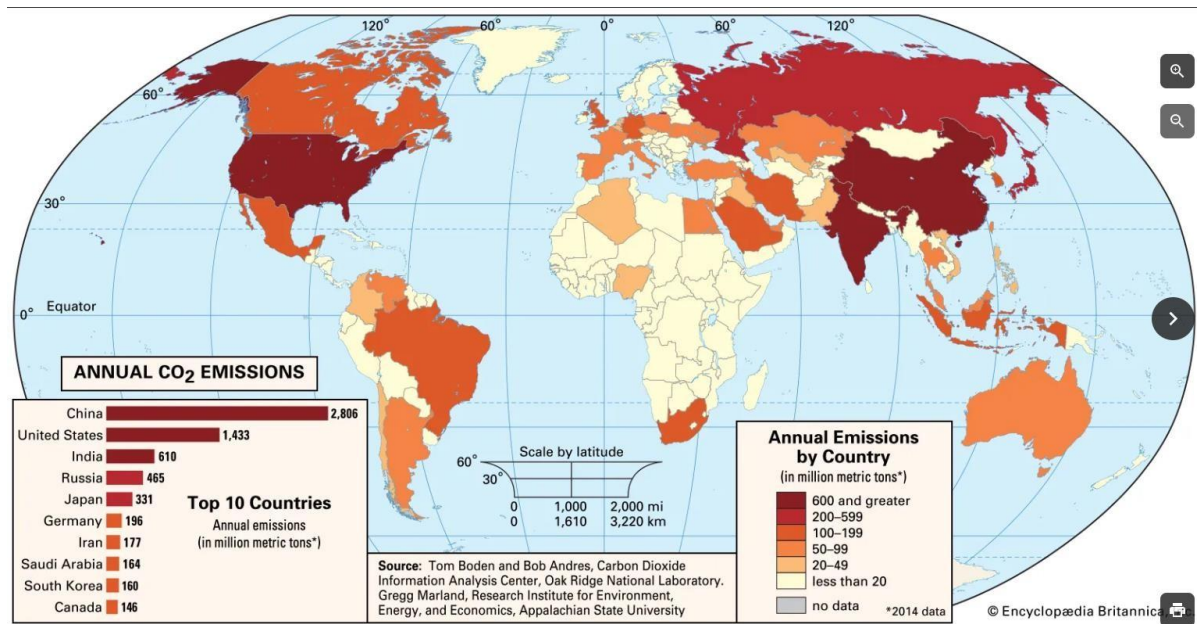 120°
60°
0°
60°
120°
60°
30°
0°
Equator
ANNUAL CO₂ EMISSIONS
China 2,806
United States 1,433
India 610
Russia 465
Japan 331
Germany 196
Iran 177
Saudi Arabia 164
South Korea 160
Canada 146
Top 10 Countries
Annual emissions
(in million metric tons*)
Scale by latitude
60°
30°
0 1,000 2,000 mi
0 1,610 3,220 km
Source: Tom Boden and Bob Andres, Carbon Dioxide
Information Analysis Center, Oak Ridge National Laboratory.
Gregg Marland, Research Institute for Environment,
Energy, and Economics, Appalachian State University
Annual Emissions
by Country
(in million metric tons*)
600 and greater
200–599
100–199
50–99
20–49
less than 20
no data
*2014 data
© Encyclopædia Britannica